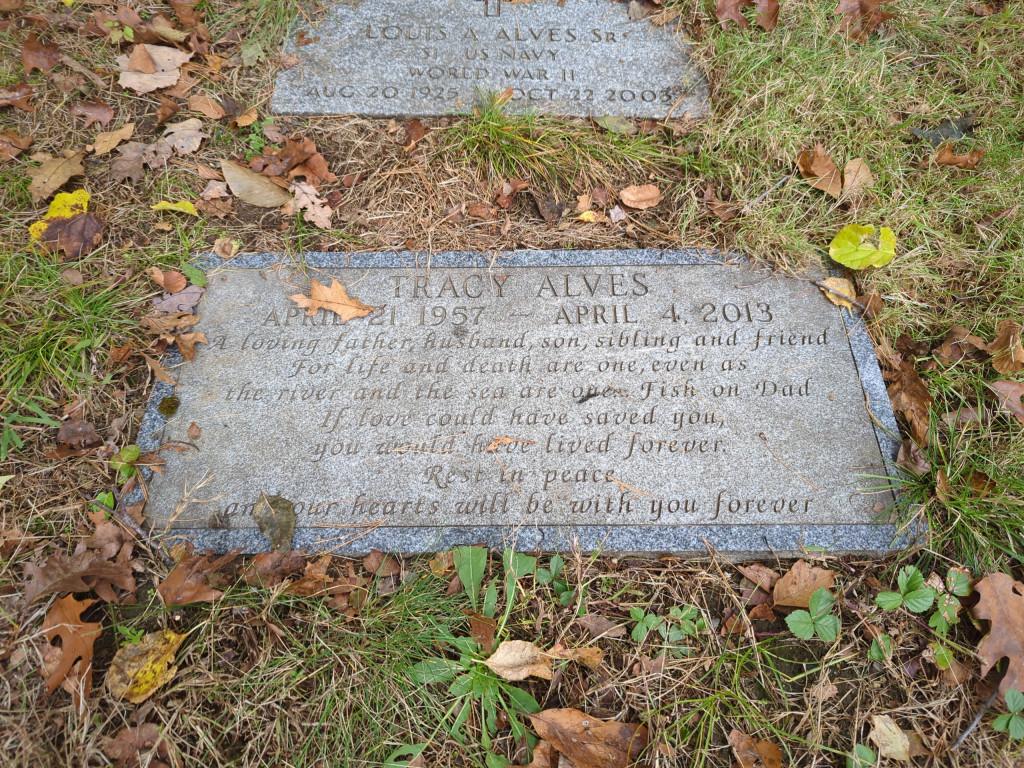 LOUIS A ALVES SR
S1 US NAVY
WORLD WAR II
AUG 20 1925 OCT 22 2003
TRACY ALVES
APRIL 21 1957 — APRIL 4, 2013
A loving father, husband, son, sibling and friend
For life and death are one, even as
the river and the sea are one. Fish on Dad
If love could have saved you,
you would have lived forever.
Rest in peace
and our hearts will be with you forever